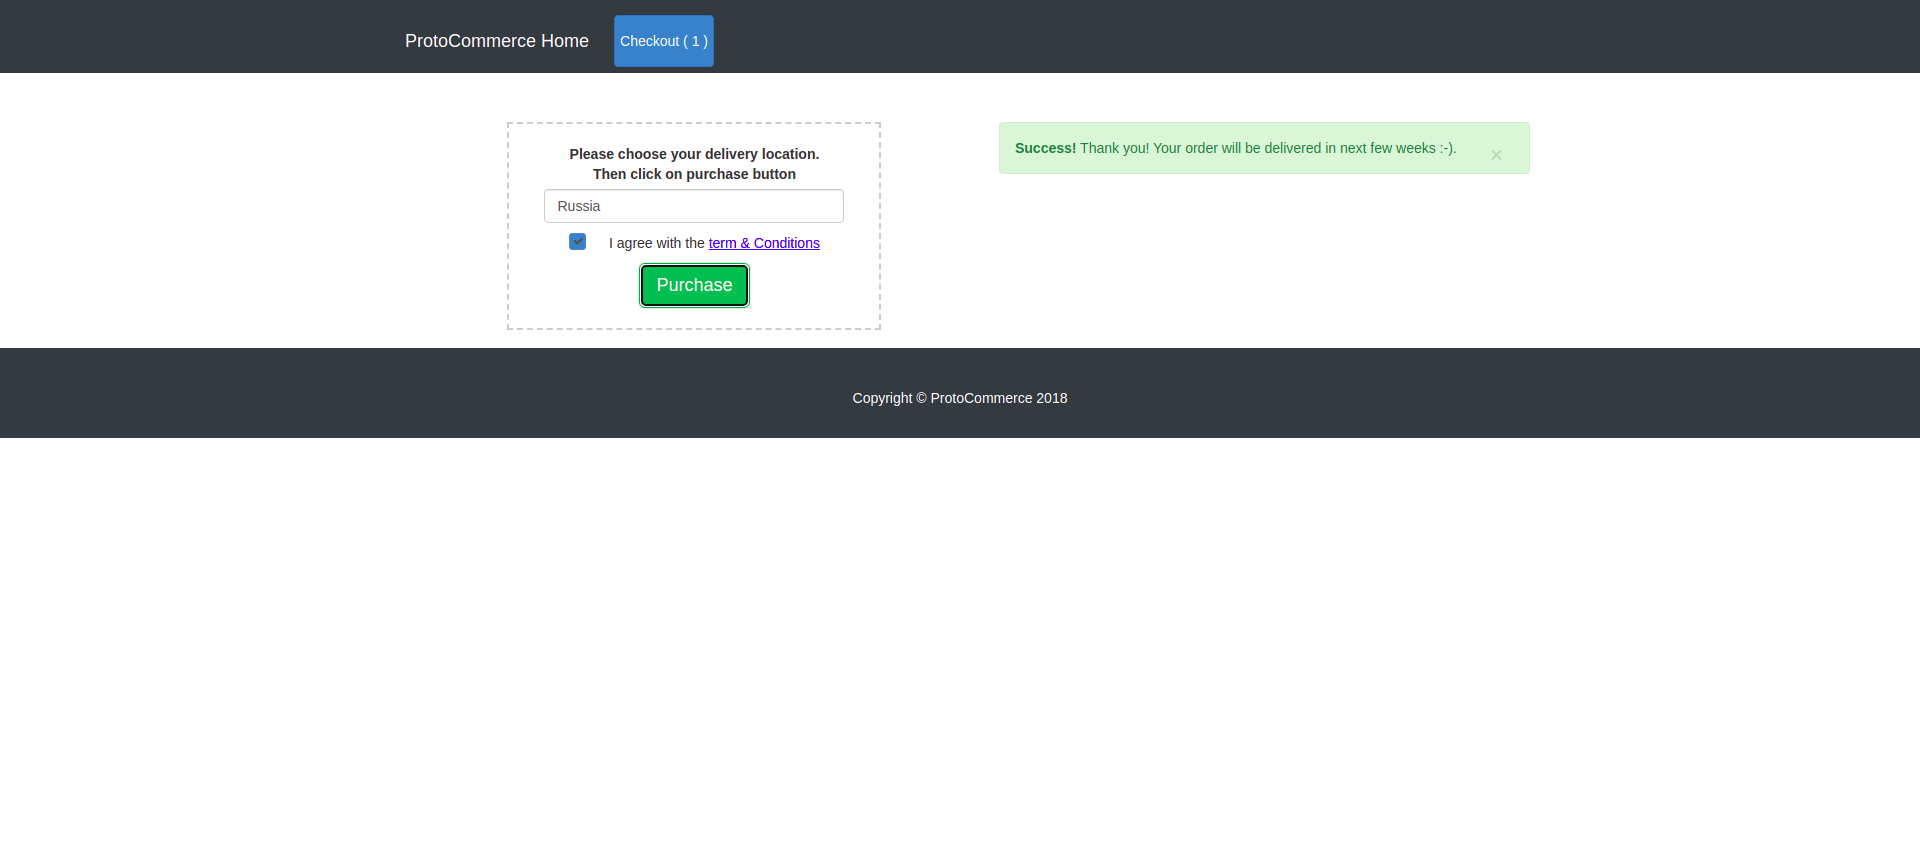 ProtoCommerce Home
Checkout ( 1 )
Please choose your delivery location.
Then click on purchase button
Russia
I agree with the term & Conditions
Purchase
Success! Thank you! Your order will be delivered in next few weeks :-).
×
Copyright © ProtoCommerce 2018